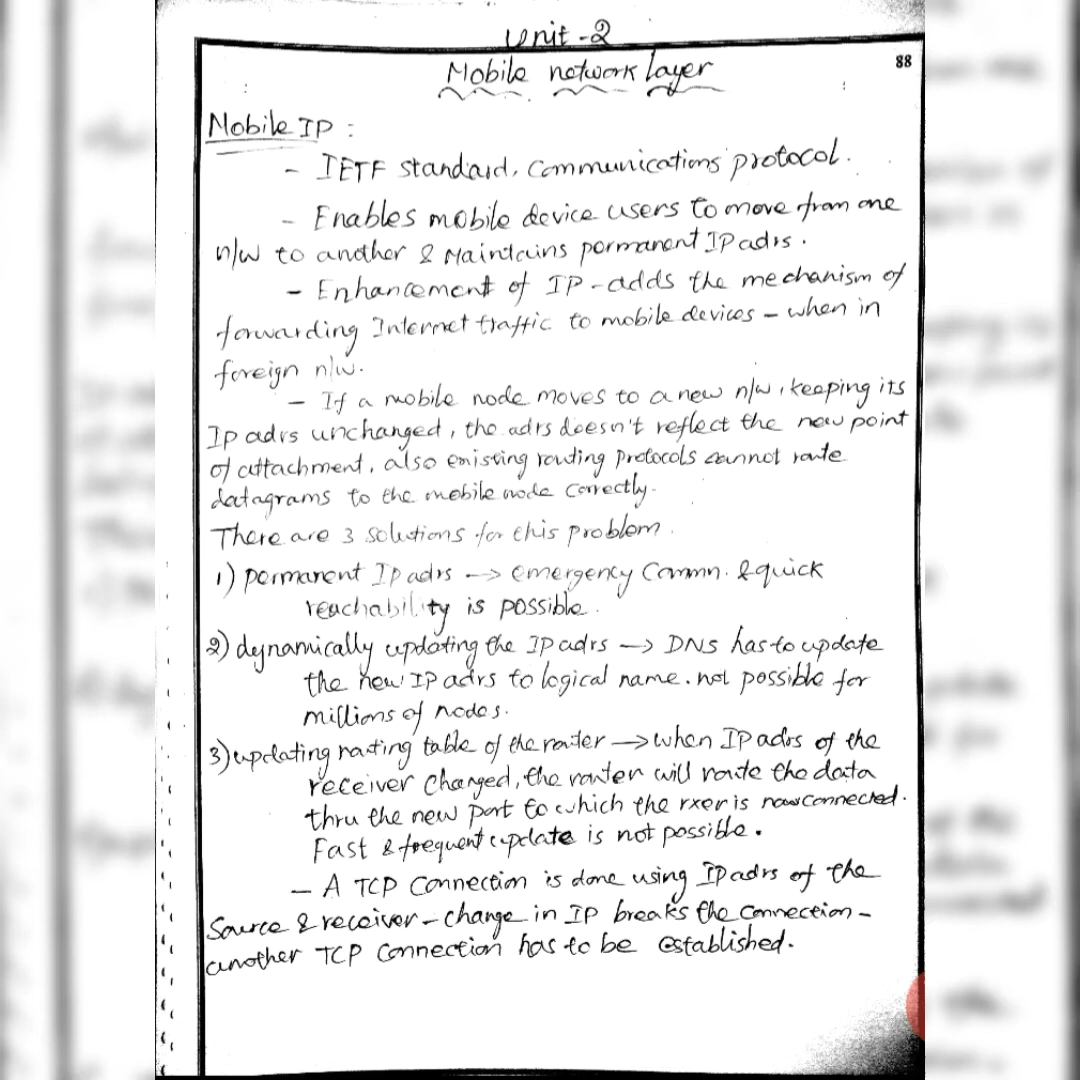 Unit -2
88
Mobile network layer
Mobile IP :
- IETF standard, Communications protocol.
- Enables mobile device users to move from one
n/w to another & Maintains permanent IP adrs.
- Enhancement of IP - adds the mechanism of
forwarding Internet traffic to mobile devices - when in
foreign n/w.
- If a mobile node moves to a new n/w, keeping its
Ip adrs unchanged, the adrs doesn't reflect the new point
of attachment, also existing routing protocols cannot route
datagrams to the mobile node correctly.
There are 3 solutions for this problem.
1) permanent IP adrs --> emergency Commn. & quick
reachability is possible.
2) dynamically updating the IP adrs --> DNS has to update
the new IP adrs to logical name. not possible for
millions of nodes.
3) updating routing table of the router --> when IP adrs of the
receiver changed, the router will route the data
thru the new port to which the rxer is now connected.
Fast & frequent update is not possible.
- A TCP Connection is done using IP adrs of the
Source & receiver - change in IP breaks the connection -
another TCP Connection has to be established.